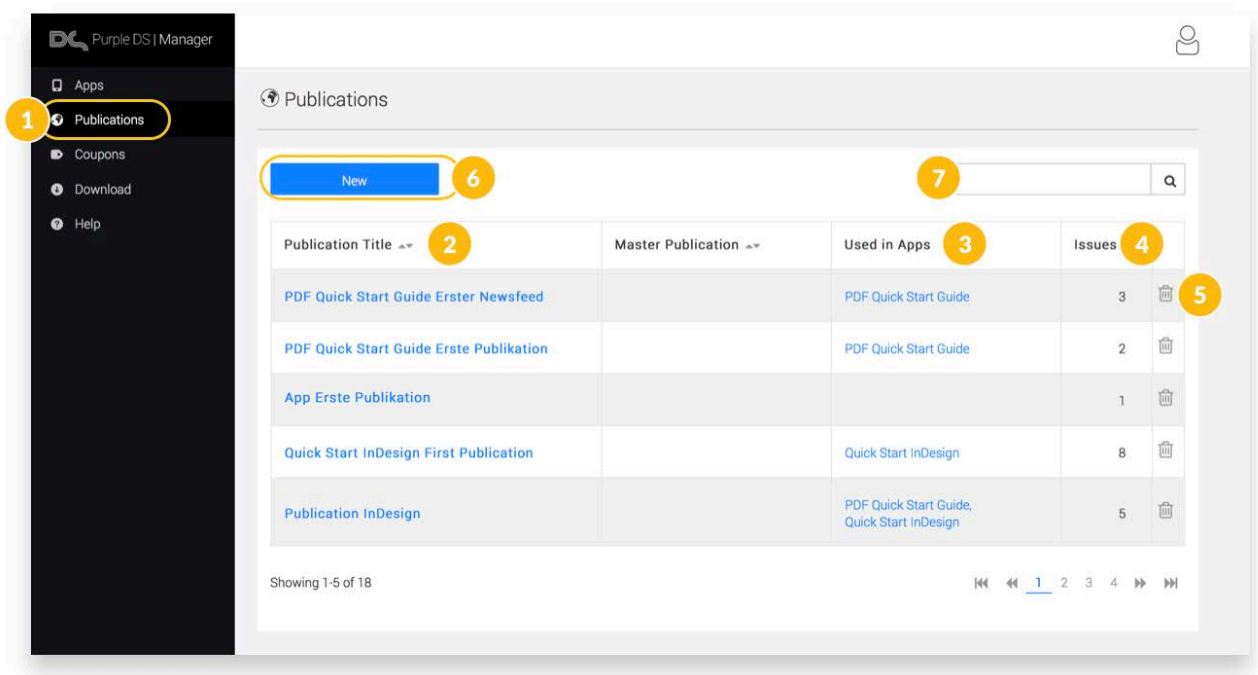 DC Purple DS | Manager
Apps
1 Publications
Coupons
Download
Help
Publications
New 6
7
Publication Title 2 Master Publication Used in Apps 3 Issues 4
PDF Quick Start Guide Erster Newsfeed PDF Quick Start Guide 3 5
PDF Quick Start Guide Erste Publikation PDF Quick Start Guide 2
App Erste Publikation 1
Quick Start InDesign First Publication Quick Start InDesign 8
Publication InDesign PDF Quick Start Guide, 5
Quick Start InDesign
Showing 1-5 of 18 1 2 3 4